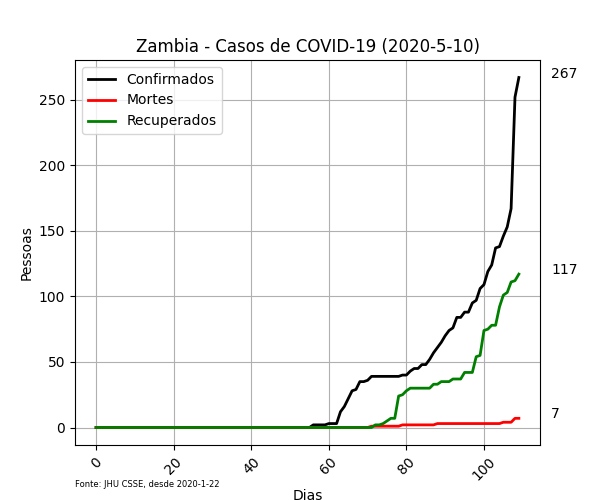 Zambia - Casos de COVID-19 (2020-5-10)
Confirmados
Mortes
Recuperados
267
117
7
250
200
150
100
50
0
Pessoas
0
20
40
60
80
100
Fonte: JHU CSSE, desde 2020-1-22
Dias